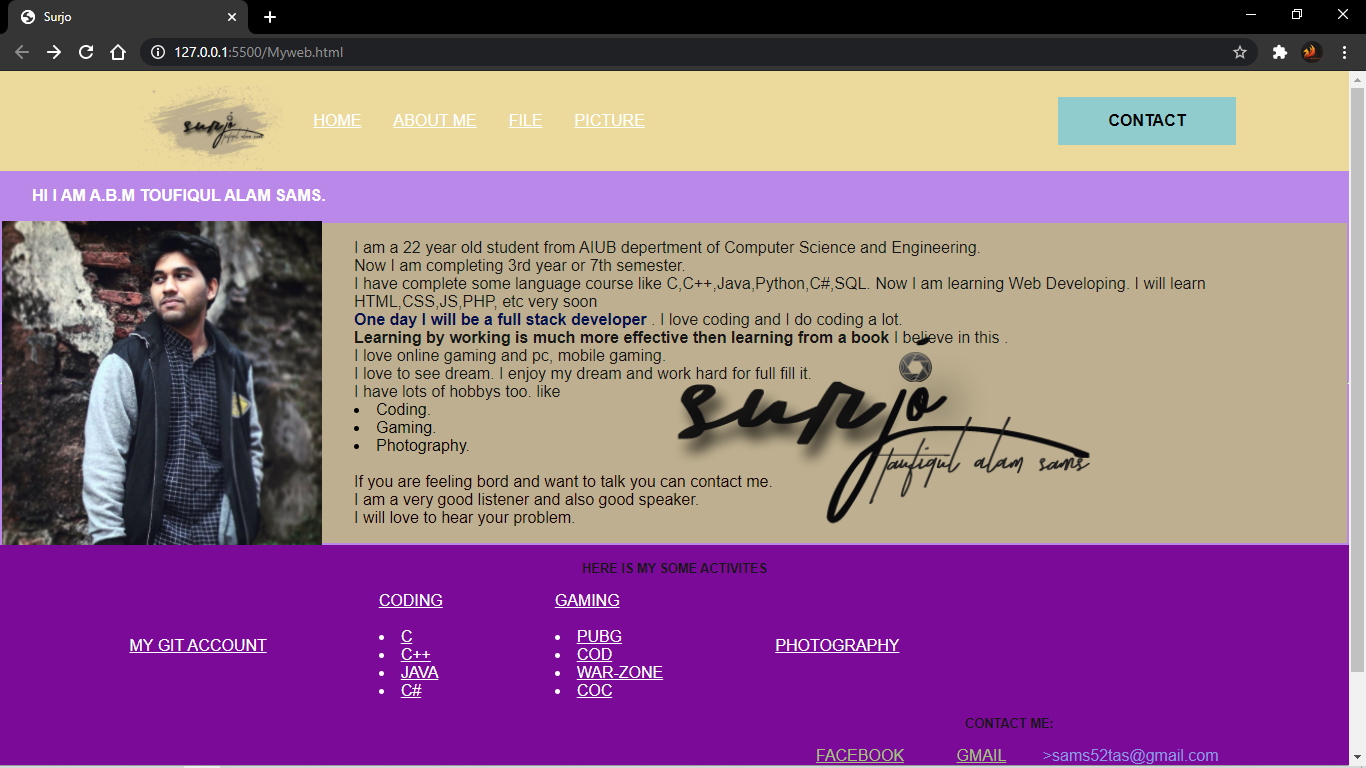 Surjo
127.0.0.1:5500/Myweb.html
surjo
toufiqul alam sams
HOME ABOUT ME FILE PICTURE CONTACT
HI I AM A.B.M TOUFIQUL ALAM SAMS.
I am a 22 year old student from AIUB depertment of Computer Science and Engineering.
Now I am completing 3rd year or 7th semester.
I have complete some language course like C,C++,Java,Python,C#,SQL. Now I am learning Web Developing. I will learn
HTML,CSS,JS,PHP, etc very soon
One day I will be a full stack developer . I love coding and I do coding a lot.
Learning by working is much more effective then learning from a book I believe in this .
I love online gaming and pc, mobile gaming.
I love to see dream. I enjoy my dream and work hard for full fill it.
I have lots of hobbys too. like
• Coding.
• Gaming.
• Photography.
surjo
taufiqul alam sams
If you are feeling bord and want to talk you can contact me.
I am a very good listener and also good speaker.
I will love to hear your problem.
HERE IS MY SOME ACTIVITES
MY GIT ACCOUNT
CODING
• C
• C++
• JAVA
• C#
GAMING
• PUBG
• COD
• WAR-ZONE
• COC
PHOTOGRAPHY
CONTACT ME:
FACEBOOK GMAIL >sams52tas@gmail.com